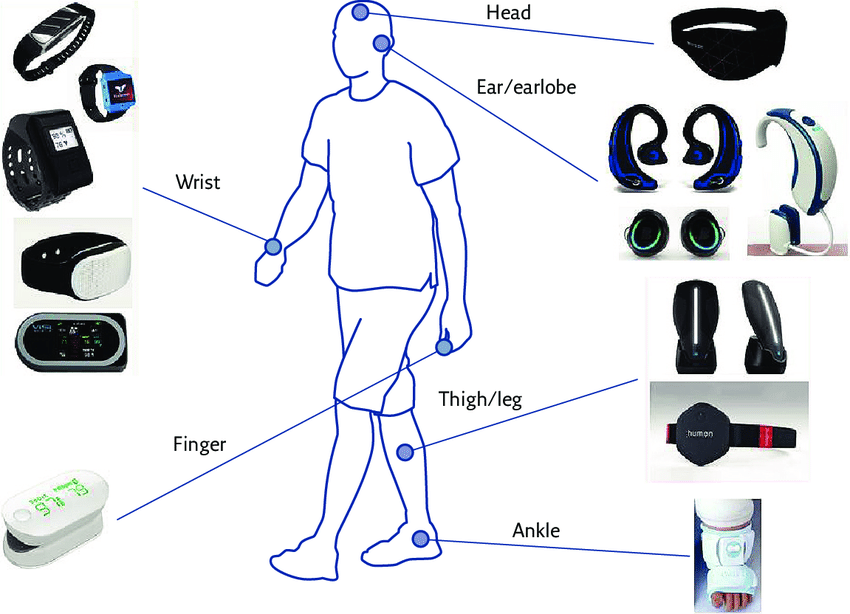 Head
Ear/earlobe
Wrist
Thigh/leg
humon
Finger
Ankle